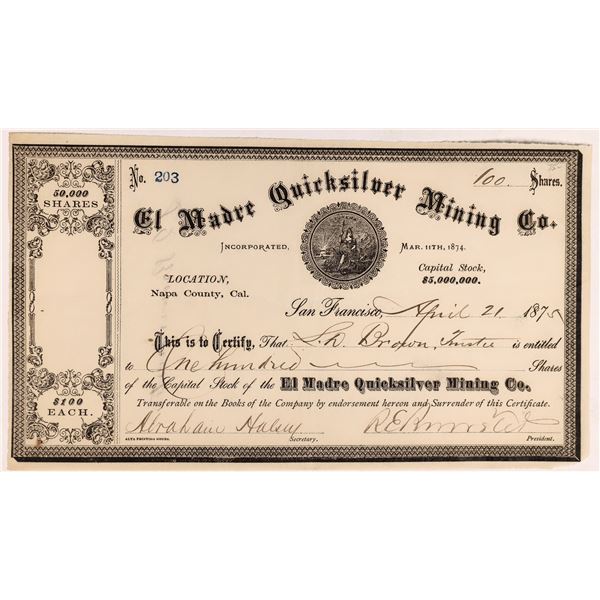 50,000
SHARES
$100
EACH.
No. 203
100 Shares.
El Madre Quicksilver Mining Co.
INCORPORATED, MAR. 11TH, 1874.
LOCATION,
Napa County, Cal.
Capital Stock,
$5,000,000.
San Francisco, April 21 1875
This is to Certify, That Brown, Trustee is entitled
to One hundred Shares
of the Capital Stock of the El Madre Quicksilver Mining Co.
Transferable on the Books of the Company by endorsement hereon and Surrender of this Certificate.
Abraham Halsey
ALTA PRINTING HOUSE. Secretary. President.